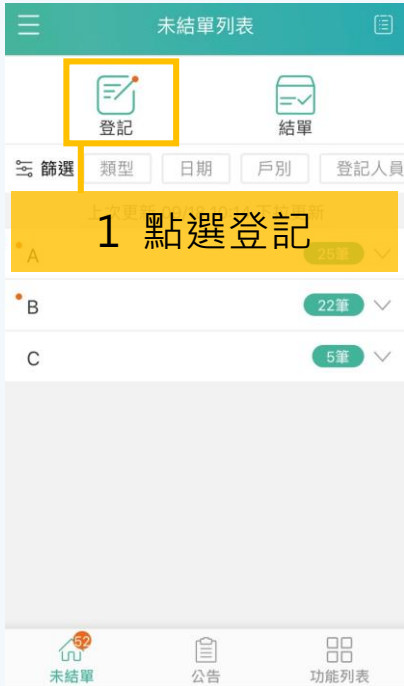 未結單列表
登記
結單
篩選 類型 日期 戶別 登記人員
1 點選登記
A 25筆
B 22筆
C 5筆
52
未結單 公告 功能列表